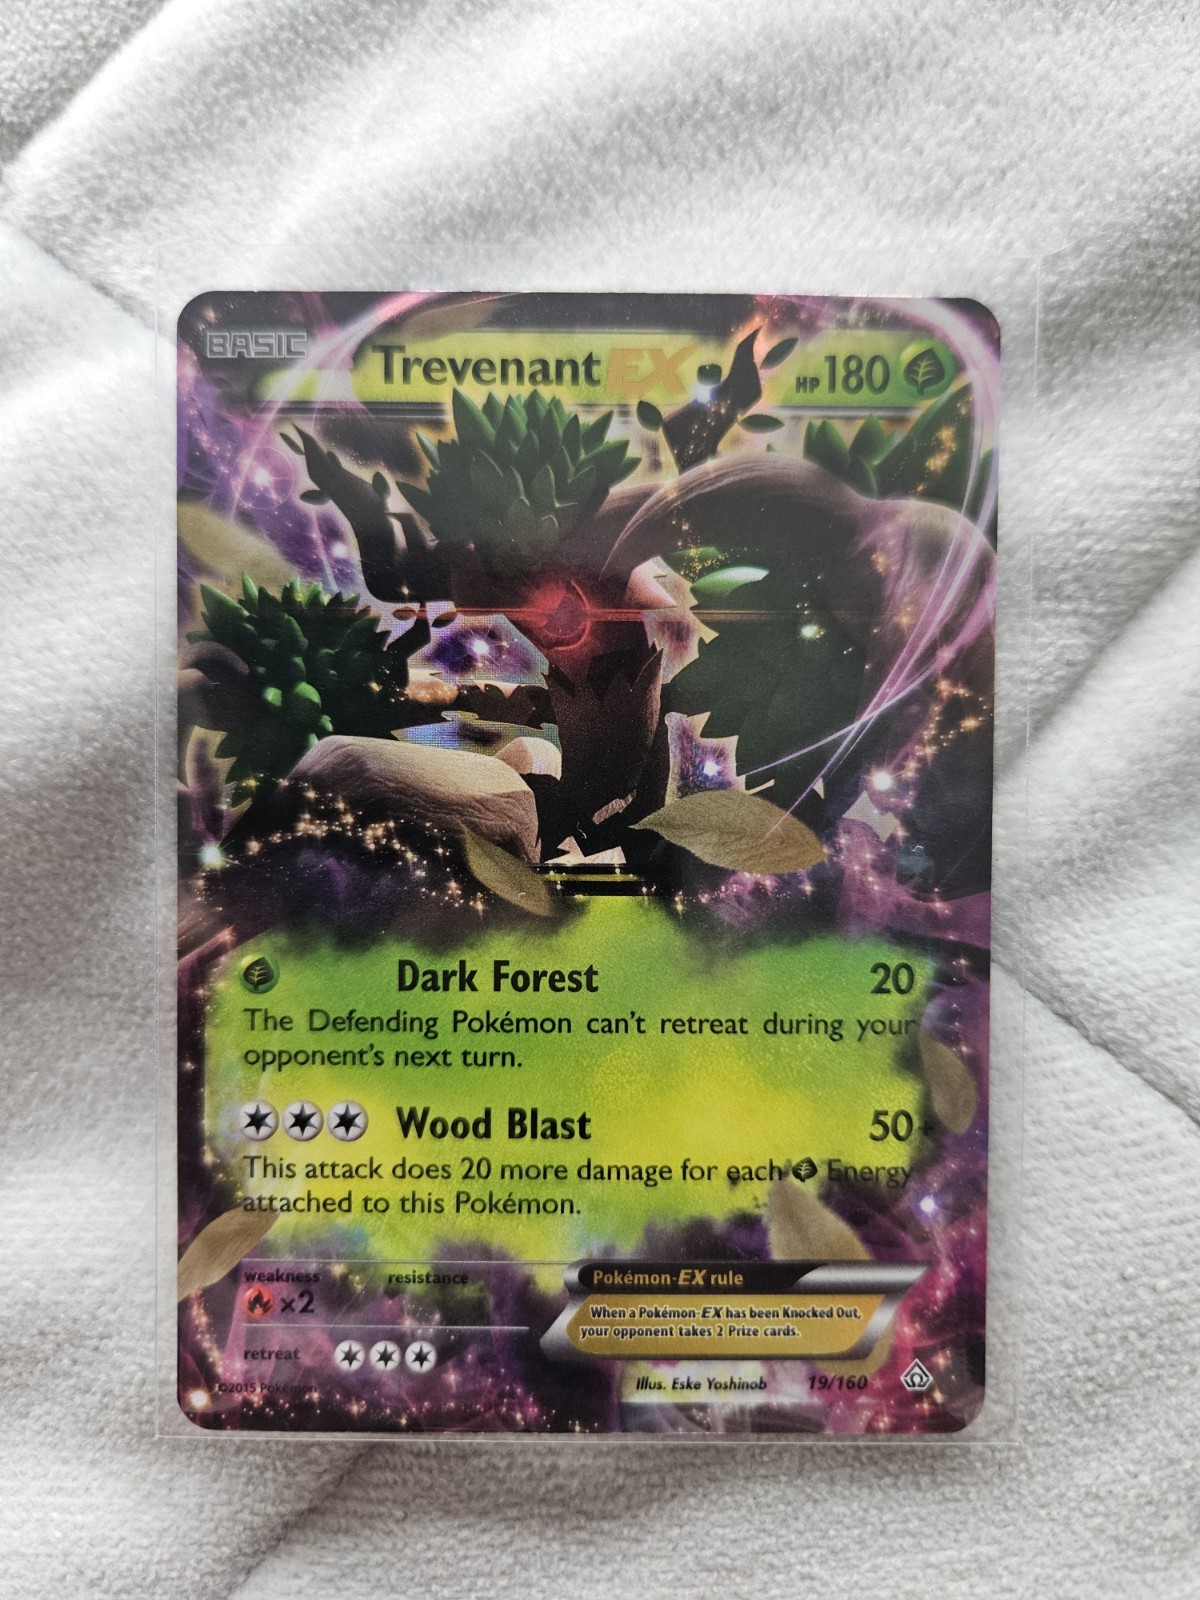 BASIC
Trevenant EX HP 180
Dark Forest 20
The Defending Pokémon can't retreat during your
opponent's next turn.
Wood Blast 50+
This attack does 20 more damage for each Energy
attached to this Pokémon.
weakness resistance
×2
retreat
Pokémon-EX rule
When a Pokémon-EX has been Knocked Out,
your opponent takes 2 Prize cards.
©2015 Pokémon
Illus. Eske Yoshinob 19/160